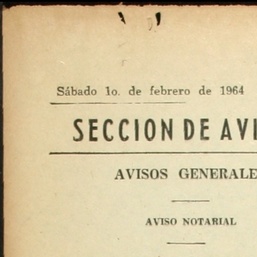 Sábado 1o. de febrero de 1964
SECCION DE AVI
AVISOS GENERALE
AVISO NOTARIAL